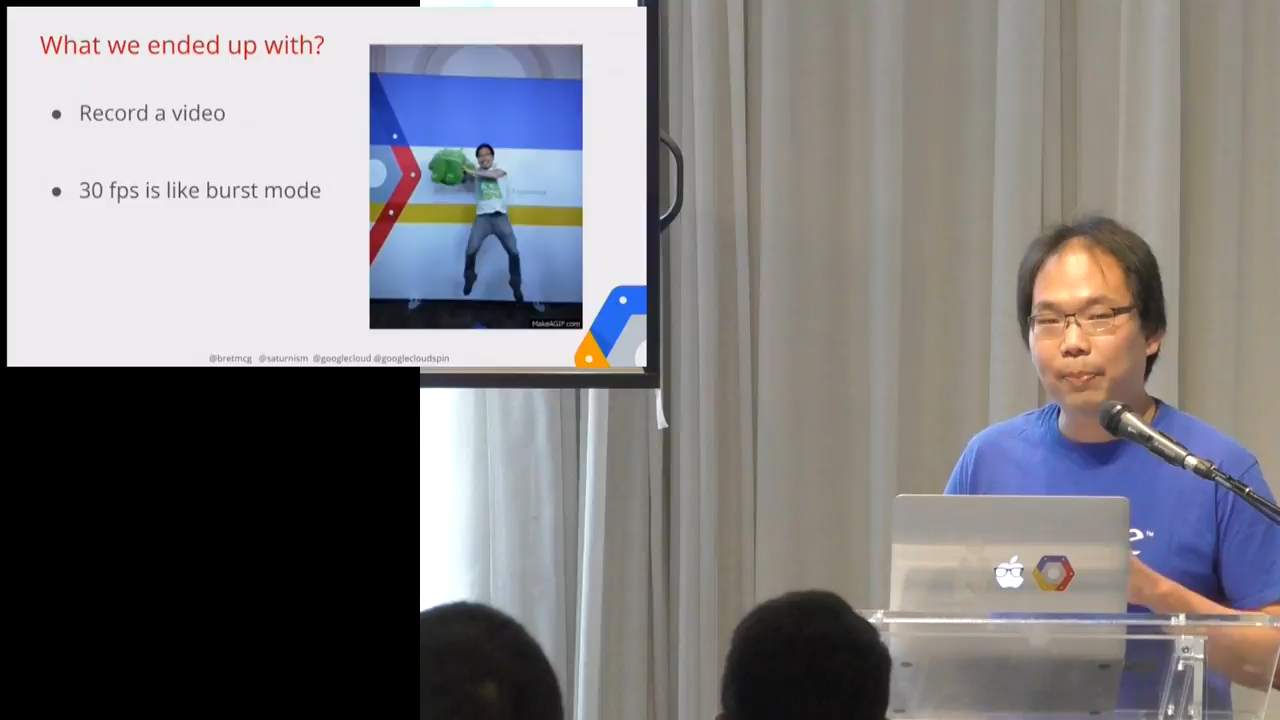 What we ended up with?
● Record a video
● 30 fps is like burst mode
MakeAGIF.com
@bretmcg @saturnism @googlecloud @googlecloudspin
e™